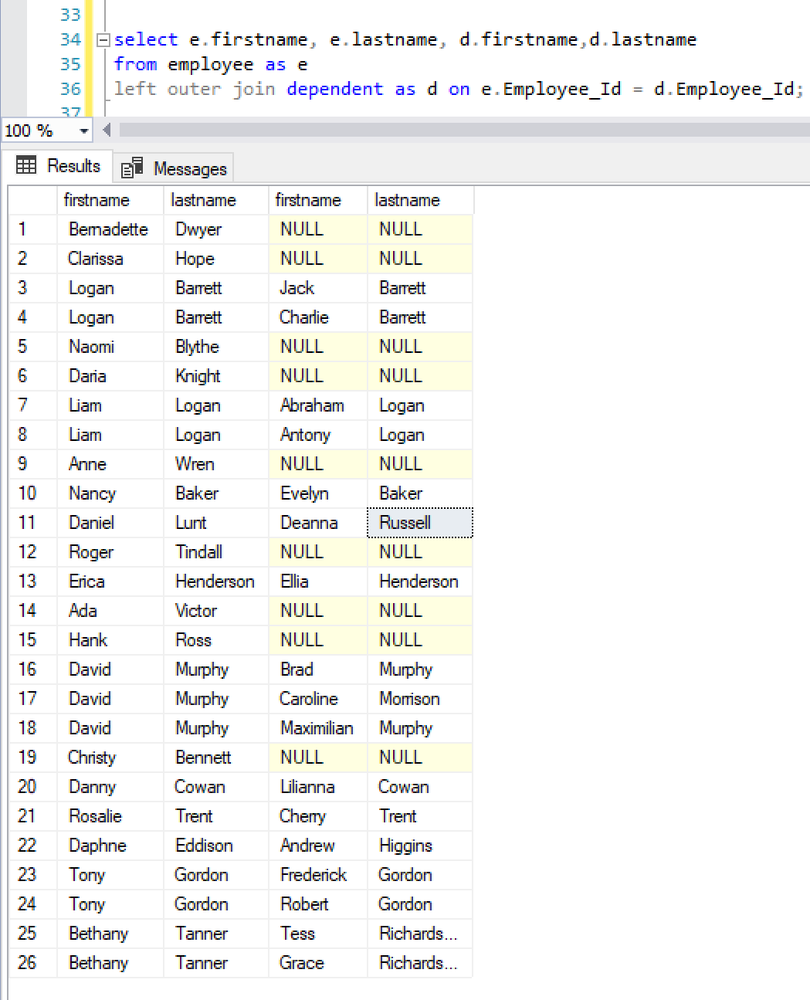 33
34 select e.firstname, e.lastname, d.firstname,d.lastname
35 from employee as e
36 left outer join dependent as d on e.Employee_Id = d.Employee_Id;
37
100 %
Results Messages
firstname lastname firstname lastname
1 Bernadette Dwyer NULL NULL
2 Clarissa Hope NULL NULL
3 Logan Barrett Jack Barrett
4 Logan Barrett Charlie Barrett
5 Naomi Blythe NULL NULL
6 Daria Knight NULL NULL
7 Liam Logan Abraham Logan
8 Liam Logan Antony Logan
9 Anne Wren NULL NULL
10 Nancy Baker Evelyn Baker
11 Daniel Lunt Deanna Russell
12 Roger Tindall NULL NULL
13 Erica Henderson Ellia Henderson
14 Ada Victor NULL NULL
15 Hank Ross NULL NULL
16 David Murphy Brad Murphy
17 David Murphy Caroline Morrison
18 David Murphy Maximilian Murphy
19 Christy Bennett NULL NULL
20 Danny Cowan Lilianna Cowan
21 Rosalie Trent Cherry Trent
22 Daphne Eddison Andrew Higgins
23 Tony Gordon Frederick Gordon
24 Tony Gordon Robert Gordon
25 Bethany Tanner Tess Richards...
26 Bethany Tanner Grace Richards...